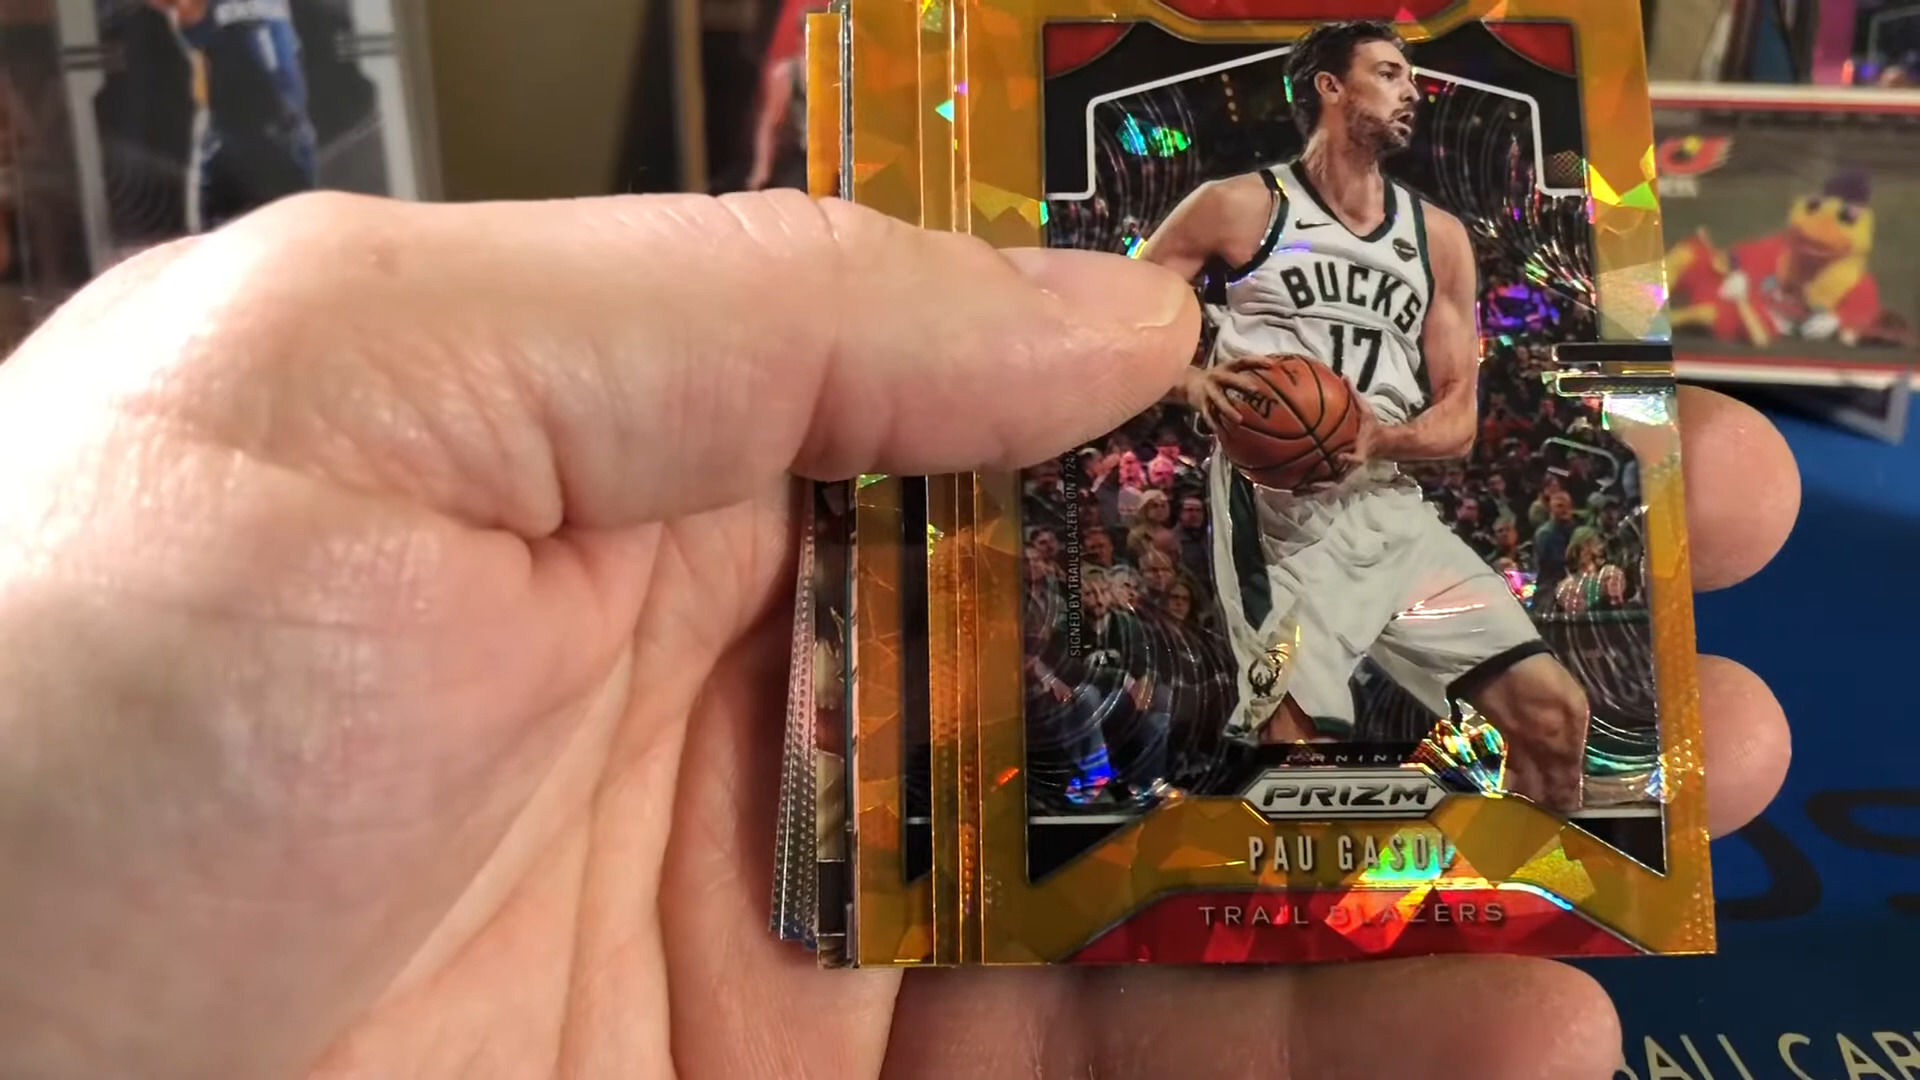 BUCKS
17
SIGNED BY TRAIL BLAZERS ON 7/24
PANINI
PRIZM
PAU GASOL
TRAIL BLAZERS